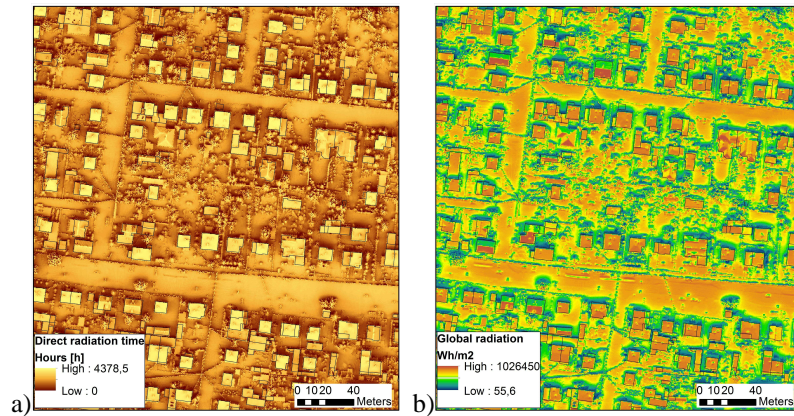 Direct radiation time
Hours [h]
High : 4378,5
Low : 0
0 10 20 40
Meters
a)
Global radiation
Wh/m2
High : 1026450
Low : 55,6
0 10 20 40
Meters
b)